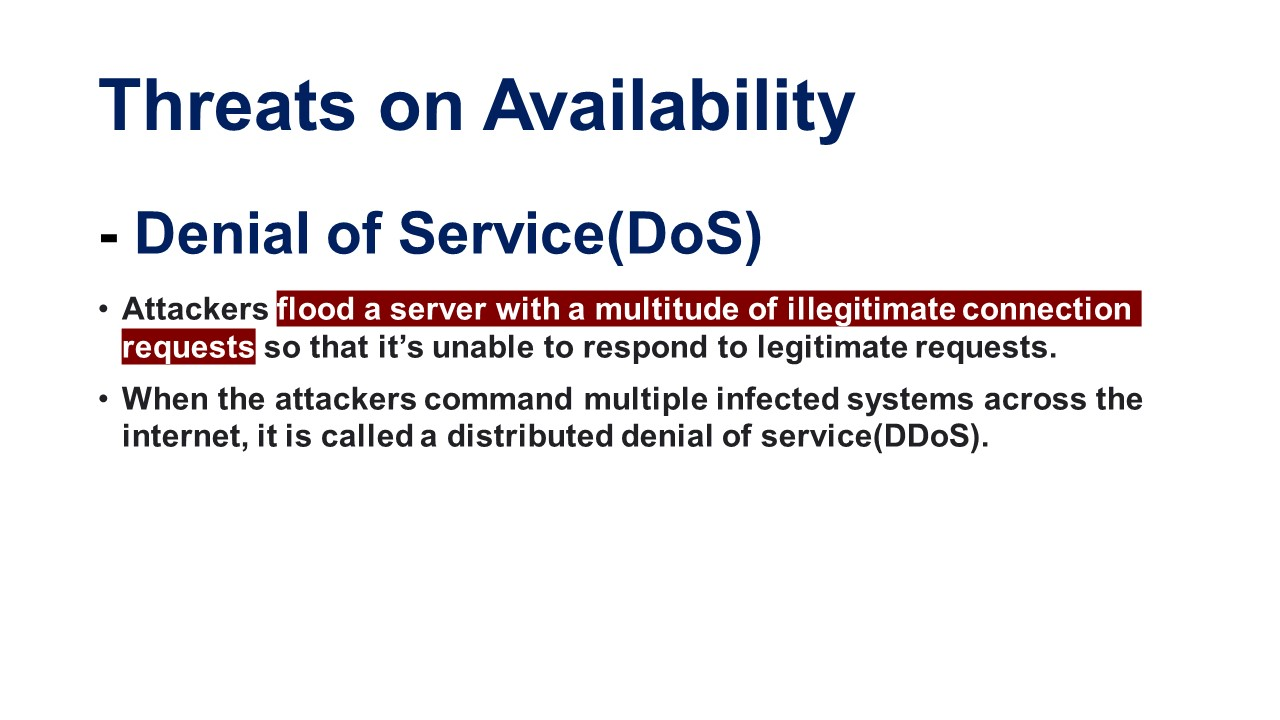 Threats on Availability
- Denial of Service(DoS)
• Attackers flood a server with a multitude of illegitimate connection
requests so that it’s unable to respond to legitimate requests.
• When the attackers command multiple infected systems across the
internet, it is called a distributed denial of service(DDoS).